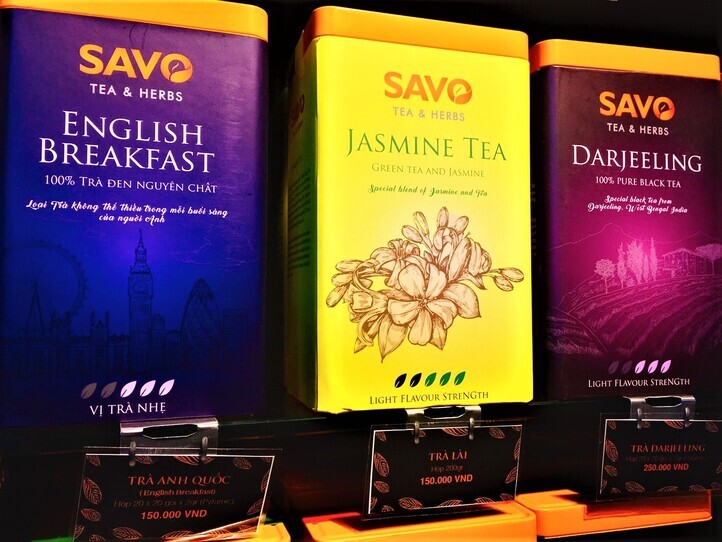 SAVO
TEA & HERBS
ENGLISH
BREAKFAST
100% TRÀ ĐEN NGUYÊN CHẤT
Loại Trà không thể thiếu trong mỗi buổi sáng
của người Anh
VỊ TRÀ NHẸ
TRÀ ANH QUỐC
(English Breakfast)
150.000 VND
SAVO
TEA & HERBS
JASMINE TEA
GREEN TEA AND JASMINE
Special blend of Jasmine and Tea
LIGHT FLAVOUR STRENGTH
TRÀ LÀI
Hộp 200gr
150.000 VND
SAVO
TEA & HERBS
DARJEELING
100% PURE BLACK TEA
Special black tea from
Darjeeling, West Bengal India
LIGHT FLAVOUR STRENGTH
TRÀ DARJEELING
250.000 VND